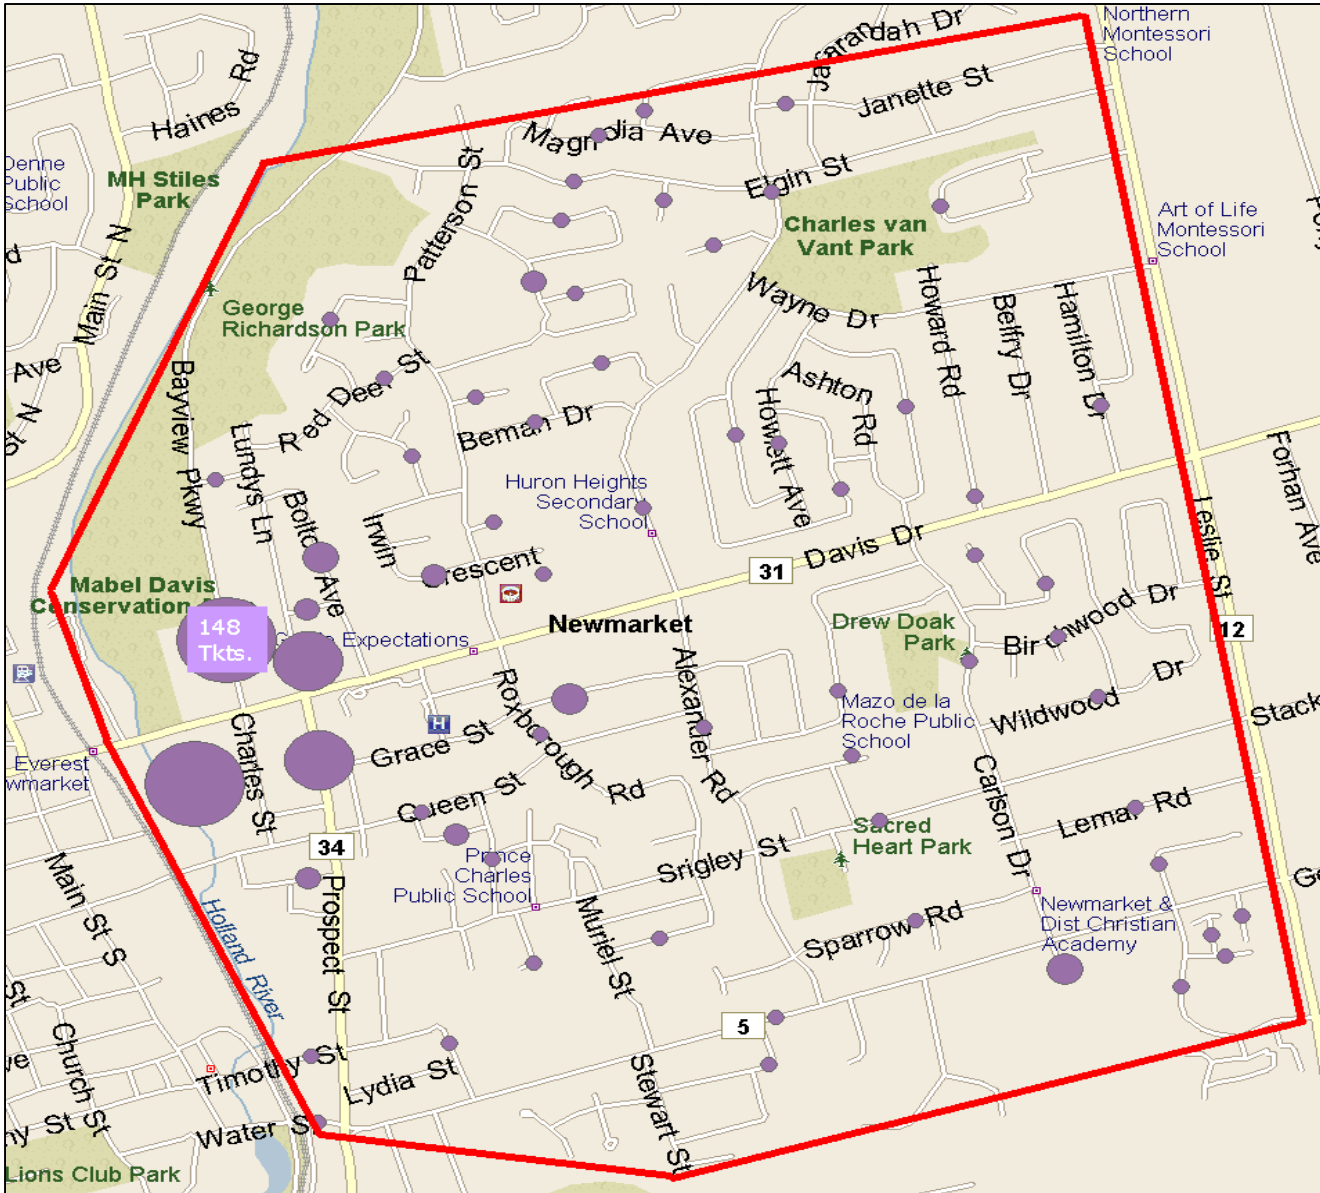 Northern
Montessori
School
Jacarandah Dr
Janette St
Haines Rd
Magnolia Ave
Denne
Public
School
MH Stiles
Park
Elgin St
Patterson St
Charles van
Vant Park
Art of Life
Montessori
School
Main St N
George
Richardson Park
Wayne Dr
Howard Rd
Belfry Dr
Hamilton Dr
Ave
St N
Bayview Pkwy
Red Deer St
Ashton Rd
Howlett Ave
Lundys Ln
Beman Dr
Forhan Ave
Huron Heights
Secondary
School
Bolton Ave
Irwin
Crescent
Davis Dr
31
Leslie St
Mabel Davis
Conservation
148
Tkts.
Expectations
Newmarket
Drew Doak
Park
Birchwood Dr
12
Roxborough Rd
Alexander Rd
Mazo de la
Roche Public
School
Wildwood Dr
Stack
Charles St
Grace St
Everest
wmarket
Queen St
Carlson Dr
Lemar Rd
34
Prince
Charles
Public School
Srigley St
Sacred
Heart Park
Main St S
Holland River
Prospect St
Muriel St
Sparrow Rd
Newmarket &
Dist Christian
Academy
Go
St
5
Church St
Timothy St
Lydia St
Stewart St
ve
ny St
Water S
Lions Club Park